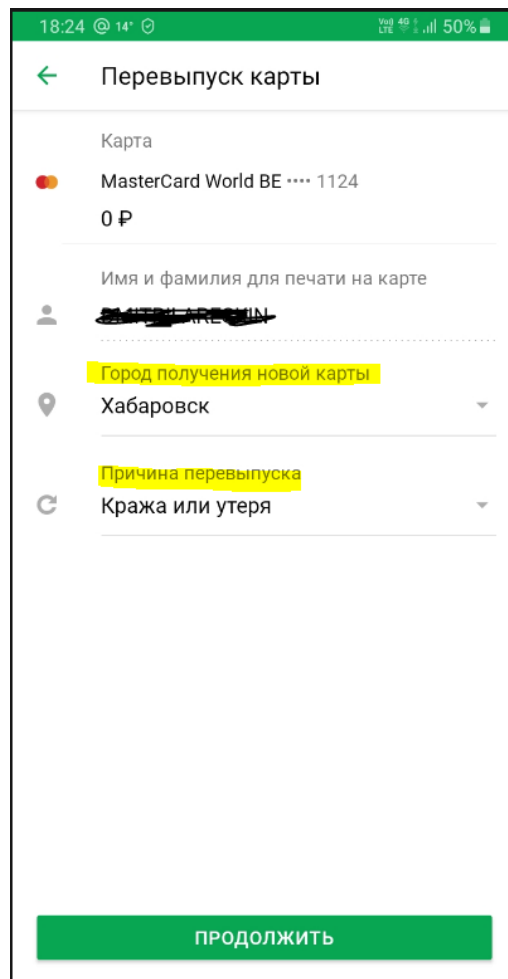 18:24 @ 14° 50%
Перевыпуск карты
Карта
MasterCard World BE •••• 1124
0 ₽
Имя и фамилия для печати на карте
Город получения новой карты
Хабаровск
Причина перевыпуска
Кража или утеря
ПРОДОЛЖИТЬ